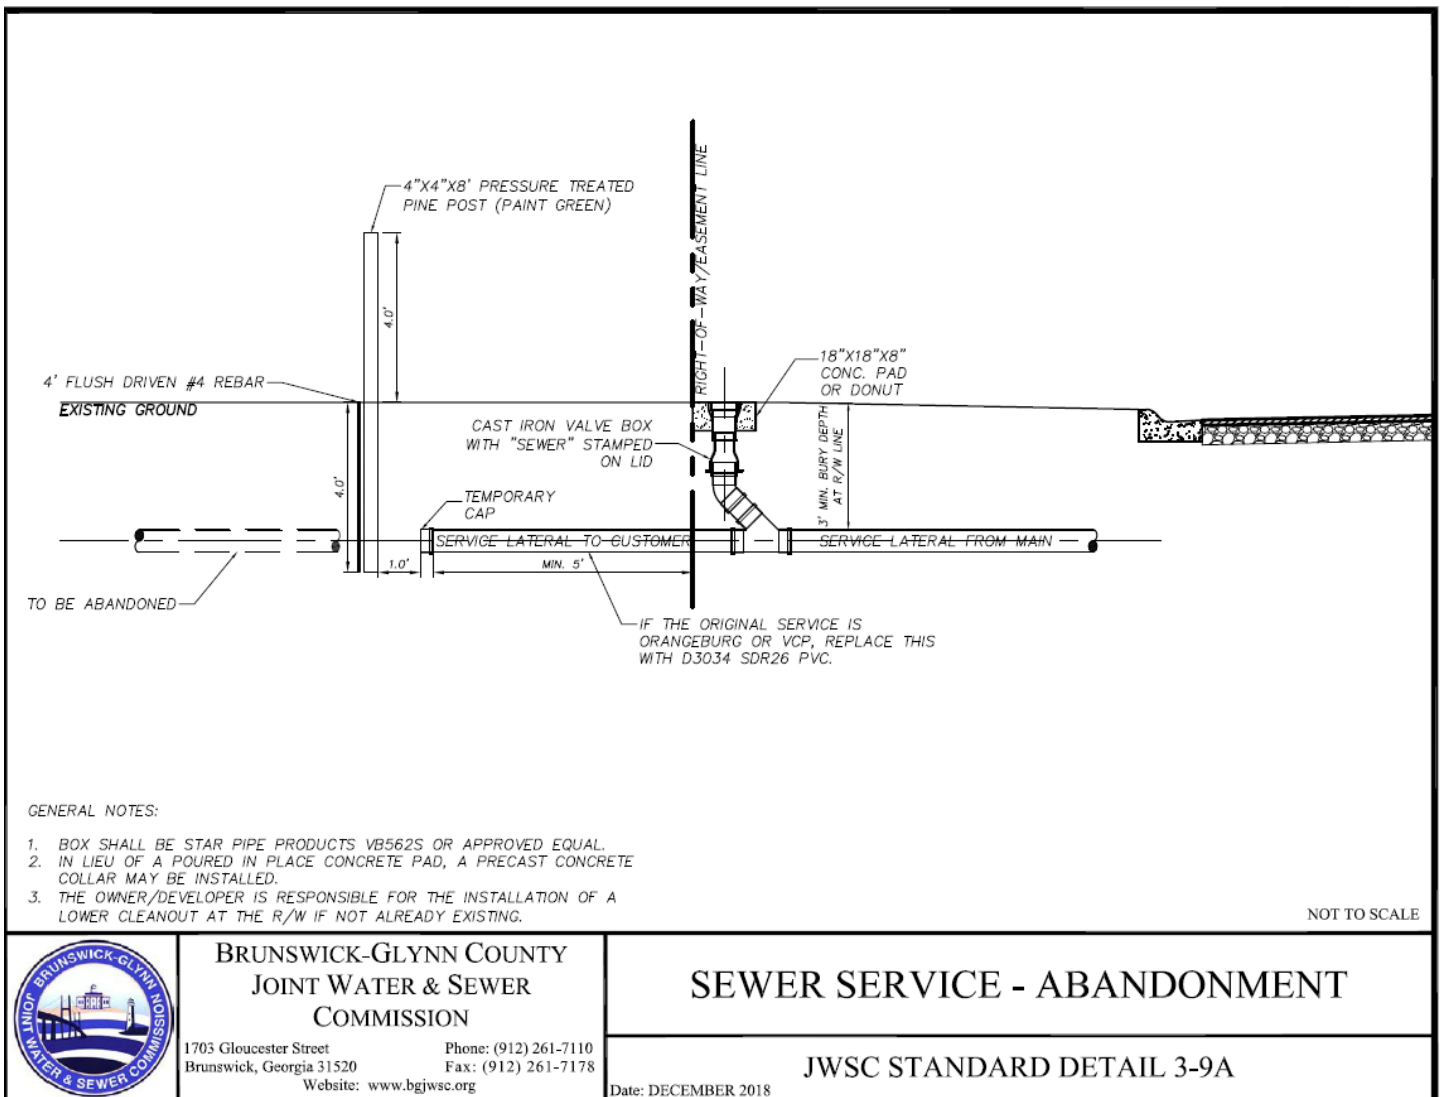 4"X4"X8' PRESSURE TREATED
PINE POST (PAINT GREEN)
RIGHT-OF-WAY/EASEMENT LINE
4.0'
18"X18"X8"
CONC. PAD
OR DONUT
4' FLUSH DRIVEN #4 REBAR
EXISTING GROUND
CAST IRON VALVE BOX
WITH "SEWER" STAMPED
ON LID
3' MIN. BURY DEPTH
AT R/W LINE
4.0'
TEMPORARY
CAP
SERVICE LATERAL TO CUSTOMER
SERVICE LATERAL FROM MAIN
1.0'
MIN. 5'
TO BE ABANDONED
IF THE ORIGINAL SERVICE IS
ORANGEBURG OR VCP, REPLACE THIS
WITH D3034 SDR26 PVC.
GENERAL NOTES:
1. BOX SHALL BE STAR PIPE PRODUCTS VB562S OR APPROVED EQUAL.
2. IN LIEU OF A POURED IN PLACE CONCRETE PAD, A PRECAST CONCRETE
COLLAR MAY BE INSTALLED.
3. THE OWNER/DEVELOPER IS RESPONSIBLE FOR THE INSTALLATION OF A
LOWER CLEANOUT AT THE R/W IF NOT ALREADY EXISTING.
NOT TO SCALE
BRUNSWICK-GLYNN JOINT WATER & SEWER COMMISSION
BRUNSWICK-GLYNN COUNTY
JOINT WATER & SEWER
COMMISSION
1703 Gloucester Street Phone: (912) 261-7110
Brunswick, Georgia 31520 Fax: (912) 261-7178
Website: www.bgjwsc.org
SEWER SERVICE - ABANDONMENT
JWSC STANDARD DETAIL 3-9A
Date: DECEMBER 2018